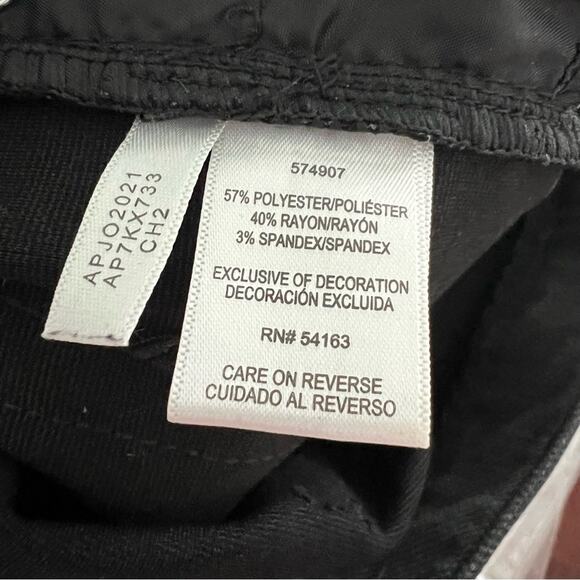 APJO2021
AP7KX733
CH2
574907
57% POLYESTER/POLIÉSTER
40% RAYON/RAYÓN
3% SPANDEX/SPANDEX
EXCLUSIVE OF DECORATION
DECORACIÓN EXCLUIDA
RN# 54163
CARE ON REVERSE
CUIDADO AL REVERSO